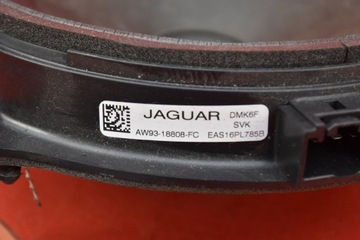 JAGUAR DMK6F
SVK
AW93-18808-FC EAS16PL785B